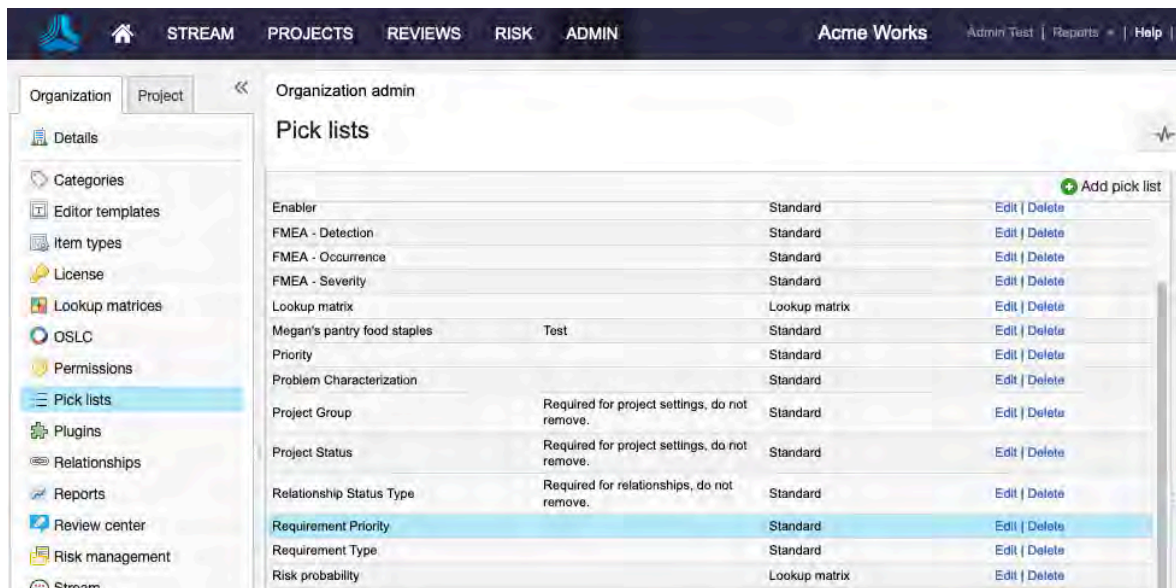 STREAM PROJECTS REVIEWS RISK ADMIN Acme Works Admin Test | Reports | Help |
Organization Project
Details
Categories
Editor templates
Item types
License
Lookup matrices
OSLC
Permissions
Pick lists
Plugins
Relationships
Reports
Review center
Risk management
Stream
Organization admin
Pick lists
Add pick list
Enabler Standard Edit | Delete
FMEA - Detection Standard Edit | Delete
FMEA - Occurrence Standard Edit | Delete
FMEA - Severity Standard Edit | Delete
Lookup matrix Lookup matrix Edit | Delete
Megan's pantry food staples Test Standard Edit | Delete
Priority Standard Edit | Delete
Problem Characterization Standard Edit | Delete
Project Group Required for project settings, do not remove. Standard Edit | Delete
Project Status Required for project settings, do not remove. Standard Edit | Delete
Relationship Status Type Required for relationships, do not remove. Standard Edit | Delete
Requirement Priority Standard Edit | Delete
Requirement Type Standard Edit | Delete
Risk probability Lookup matrix Edit | Delete